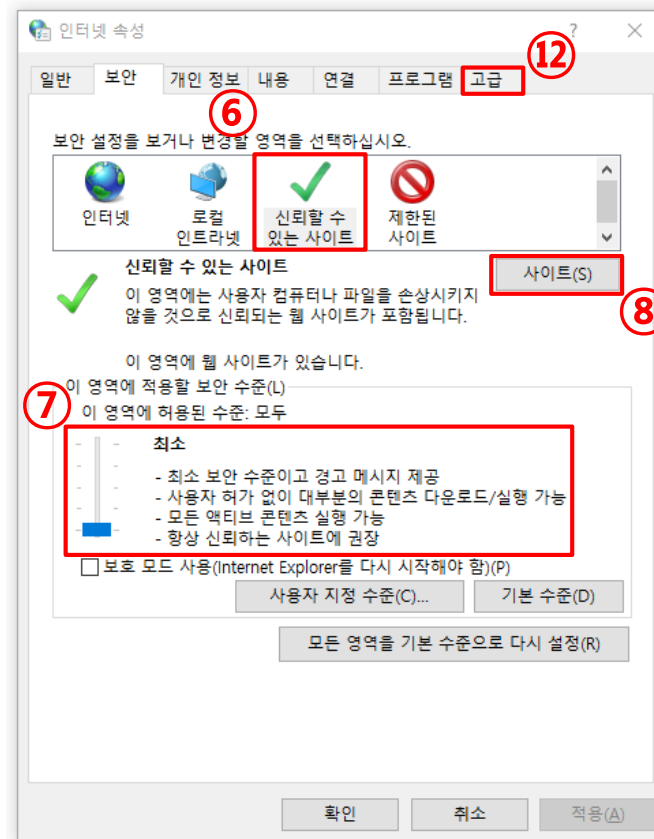 인터넷 속성
?
⑫
일반 보안 개인 정보 내용 연결 프로그램 고급
⑥
보안 설정을 보거나 변경할 영역을 선택하십시오.
인터넷
로컬
인트라넷
신뢰할 수
있는 사이트
제한된
사이트
신뢰할 수 있는 사이트
사이트(S)
이 영역에는 사용자 컴퓨터나 파일을 손상시키지
않을 것으로 신뢰되는 웹 사이트가 포함됩니다.
⑧
이 영역에 웹 사이트가 있습니다.
이 영역에 적용할 보안 수준(L)
⑦
이 영역에 허용된 수준: 모두
최소
- 최소 보안 수준이고 경고 메시지 제공
- 사용자 허가 없이 대부분의 콘텐츠 다운로드/실행 가능
- 모든 액티브 콘텐츠 실행 가능
- 항상 신뢰하는 사이트에 권장
보호 모드 사용(Internet Explorer를 다시 시작해야 함)(P)
사용자 지정 수준(C)... 기본 수준(D)
모든 영역을 기본 수준으로 다시 설정(R)
확인 취소 적용(A)